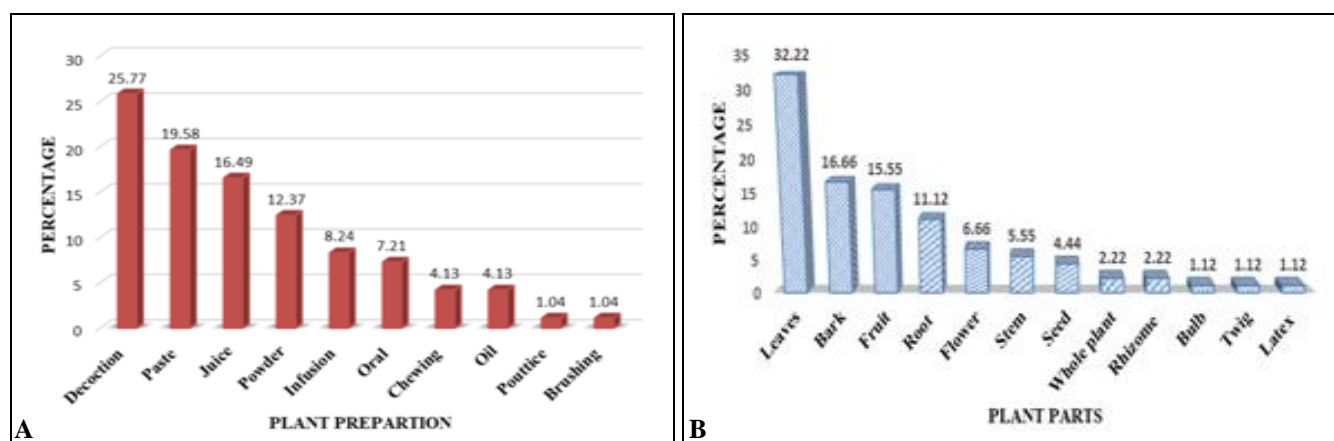 30
25
20
15
10
5
0
PERCENTAGE
25.77
19.58
16.49
12.37
8.24
7.21
4.13
4.13
1.04
1.04
Decoction
Paste
Juice
Powder
Infusion
Oral
Chewing
Oil
Pouttice
Brushing
PLANT PREPARTION
A
35
30
25
20
15
10
5
0
PERCENTAGE
32.22
16.66
15.55
11.12
6.66
5.55
4.44
2.22
2.22
1.12
1.12
1.12
Leaves
Bark
Fruit
Root
Flower
Stem
Seed
Whole plant
Rhizome
Bulb
Twig
Latex
PLANT PARTS
B